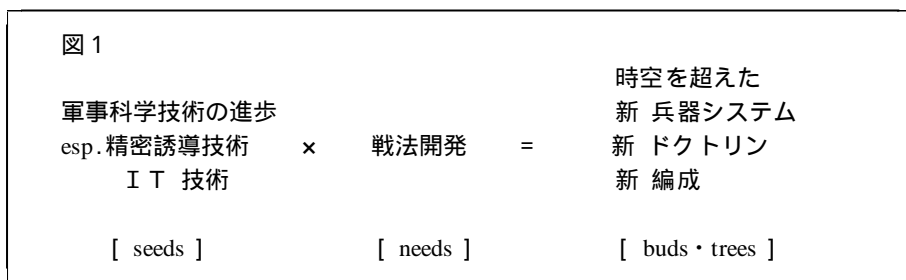 図1
時空を超えた
軍事科学技術の進歩 新 兵器システム
esp.精密誘導技術 × 戦法開発 = 新 ドクトリン
IT 技術 新 編成
[ seeds ] [ needs ] [ buds・trees ]